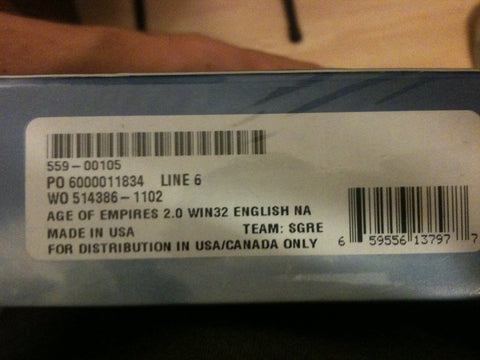 559-00105
PO 6000011834 LINE 6
WO 514386-1102
AGE OF EMPIRES 2.0 WIN32 ENGLISH NA
MADE IN USA TEAM: SGRE
FOR DISTRIBUTION IN USA/CANADA ONLY
6 59556 13797 7